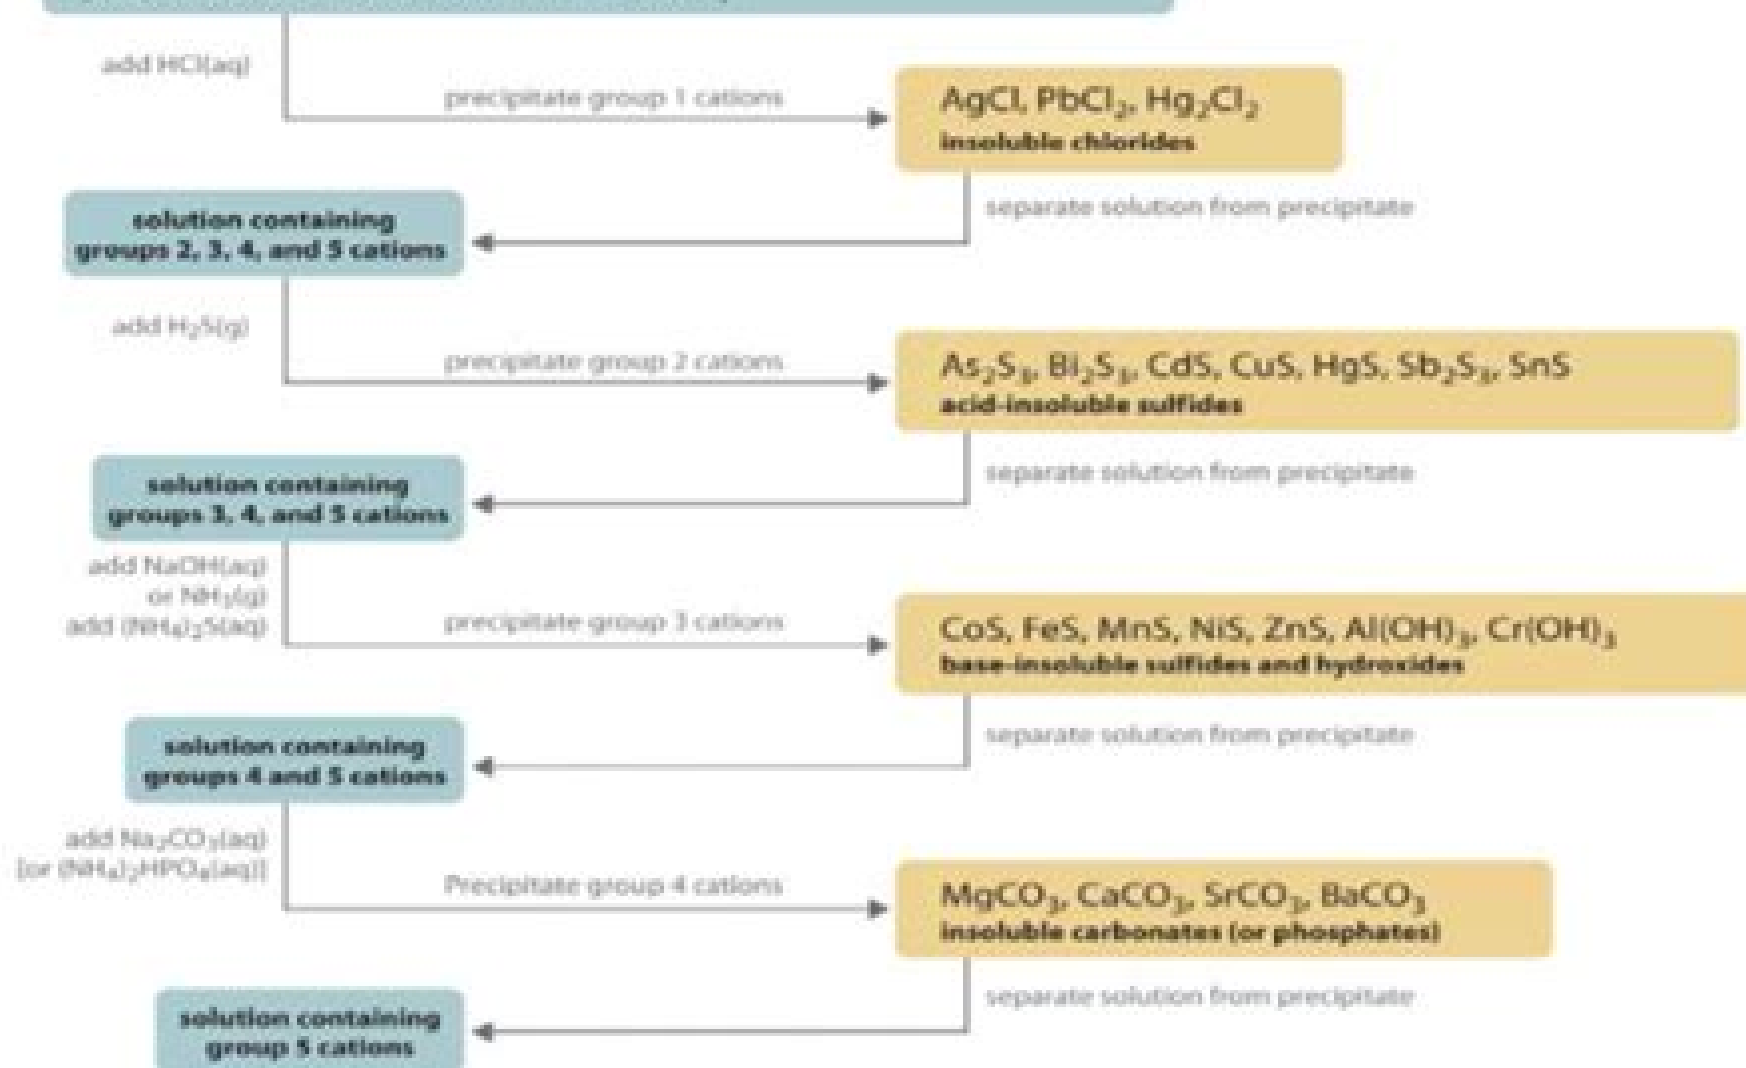 add HCl(aq)
precipitate group 1 cations
AgCl, PbCl₂, Hg₂Cl₂
insoluble chlorides
separate solution from precipitate
solution containing
groups 2, 3, 4, and 5 cations
add H₂S(g)
precipitate group 2 cations
As₂S₃, Bi₂S₃, CdS, CuS, HgS, Sb₂S₃, SnS
acid-insoluble sulfides
separate solution from precipitate
solution containing
groups 3, 4, and 5 cations
add NaOH(aq)
or NH₃(g)
add (NH₄)₂S(aq)
precipitate group 3 cations
CoS, FeS, MnS, NiS, ZnS, Al(OH)₃, Cr(OH)₃
base-insoluble sulfides and hydroxides
separate solution from precipitate
solution containing
groups 4 and 5 cations
add Na₂CO₃(aq)
[or (NH₄)₂HPO₄(aq)]
Precipitate group 4 cations
MgCO₃, CaCO₃, SrCO₃, BaCO₃
insoluble carbonates (or phosphates)
separate solution from precipitate
solution containing
group 5 cations